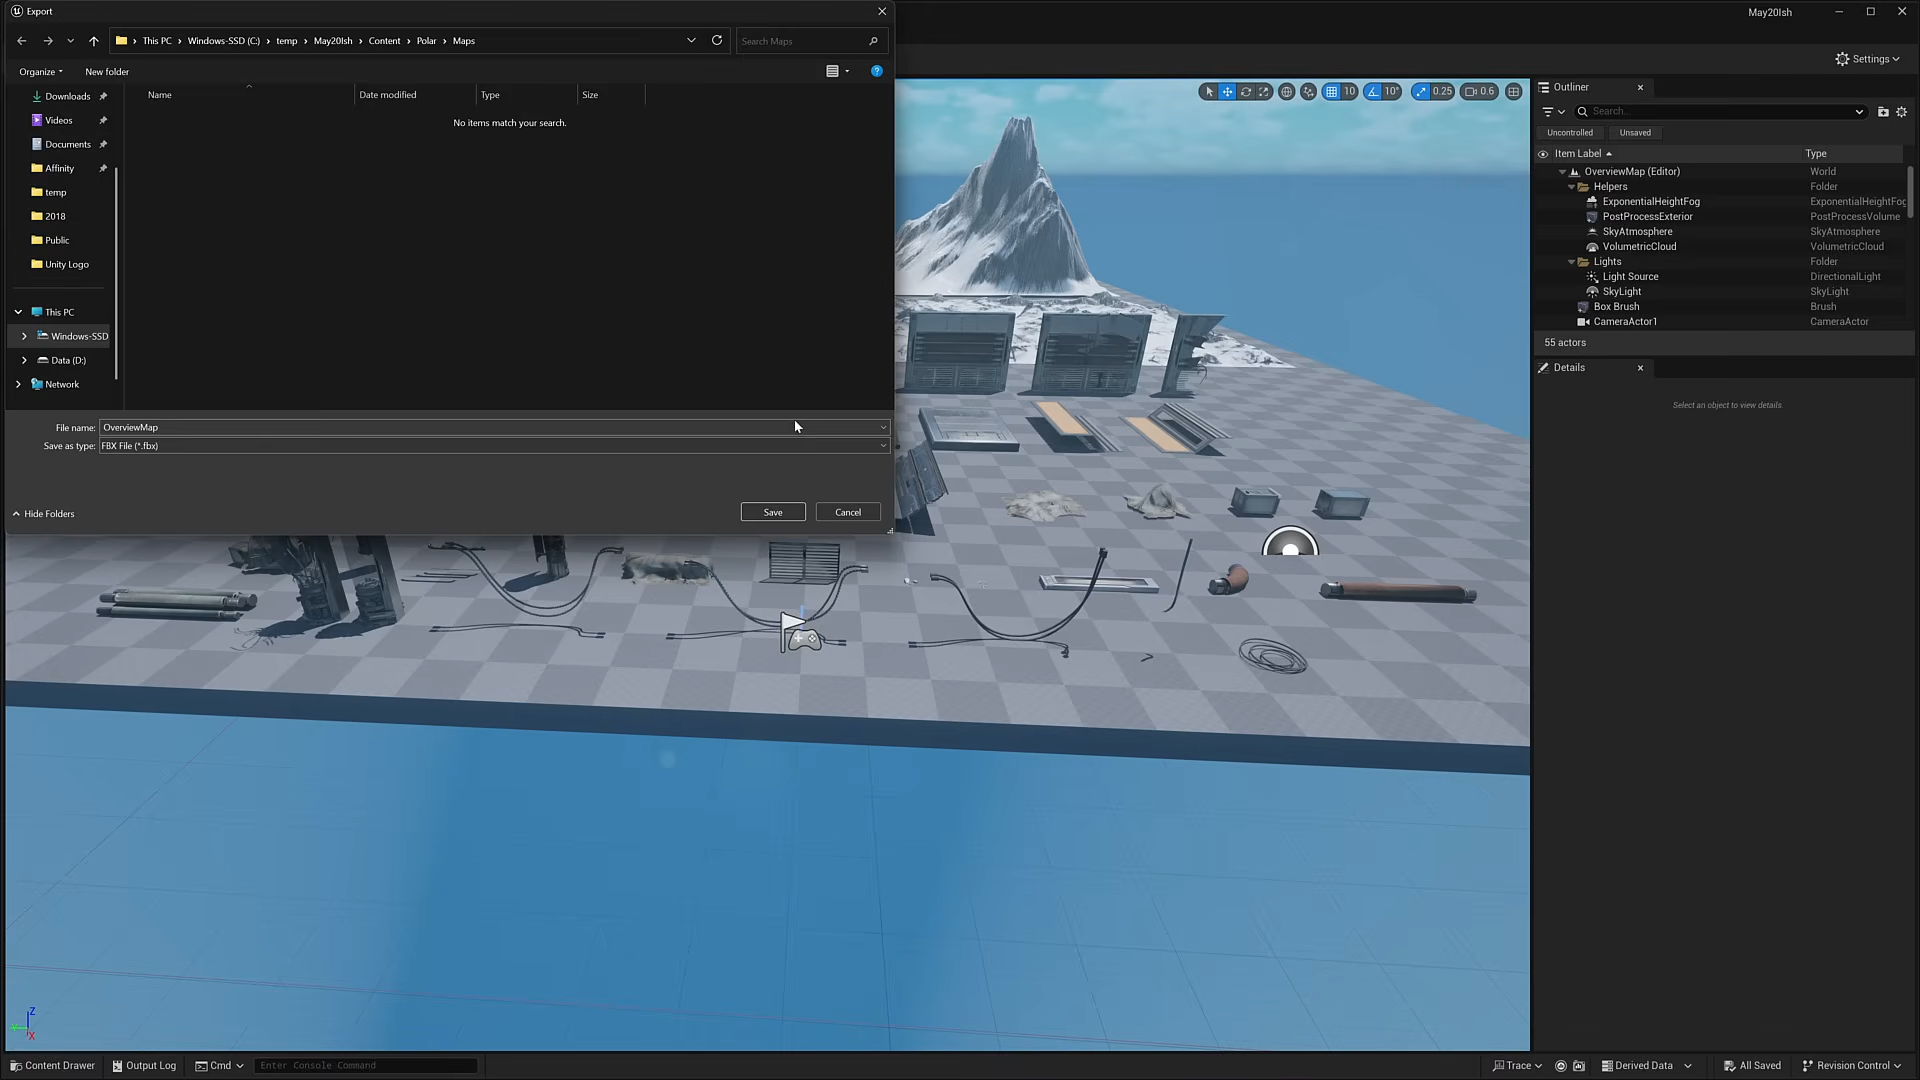 Export
May20Ish
This PC > Windows-SSD (C:) > temp > May20Ish > Content > Polar > Maps
Search Maps
Organize
New folder
Settings
Name
Date modified
Type
Size
No items match your search.
Downloads
Videos
Documents
Affinity
temp
2018
Public
Unity Logo
This PC
Windows-SSD
Data (D:)
Network
File name: OverviewMap
Save as type: FBX File (*.fbx)
Hide Folders
Save
Cancel
10
10°
0.25
0.6
Outliner
Search...
Uncontrolled
Unsaved
Item Label
Type
OverviewMap (Editor) World
Helpers Folder
ExponentialHeightFog ExponentialHeightFog
PostProcessExterior PostProcessVolume
SkyAtmosphere SkyAtmosphere
VolumetricCloud VolumetricCloud
Lights Folder
Light Source DirectionalLight
SkyLight SkyLight
Box Brush Brush
CameraActor1 CameraActor
55 actors
Details
Select an object to view details
Z
X
Content Drawer
Output Log
Cmd
Enter Console Command
Trace
Derived Data
All Saved
Revision Control